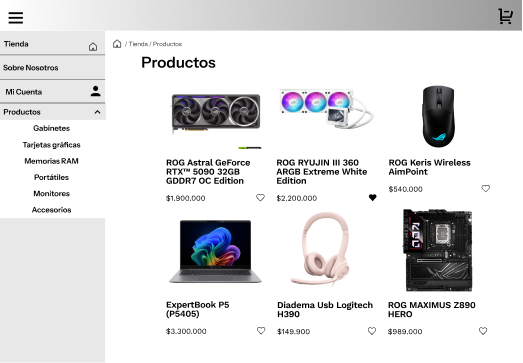 Tienda
Sobre Nosotros
Mi Cuenta
Productos
Gabinetes
Tarjetas gráficas
Memorias RAM
Portátiles
Monitores
Accesorios
/ Tienda / Productos
Productos
ROG Astral GeForce
RTX™ 5090 32GB
GDDR7 OC Edition
$1.900.000
ROG RYUJIN III 360
ARGB Extreme White
Edition
$2.200.000
ROG Keris Wireless
AimPoint
$540.000
ExpertBook P5
(P5405)
$3.300.000
Diadema Usb Logitech
H390
$149.900
ROG MAXIMUS Z890
HERO
$989.000